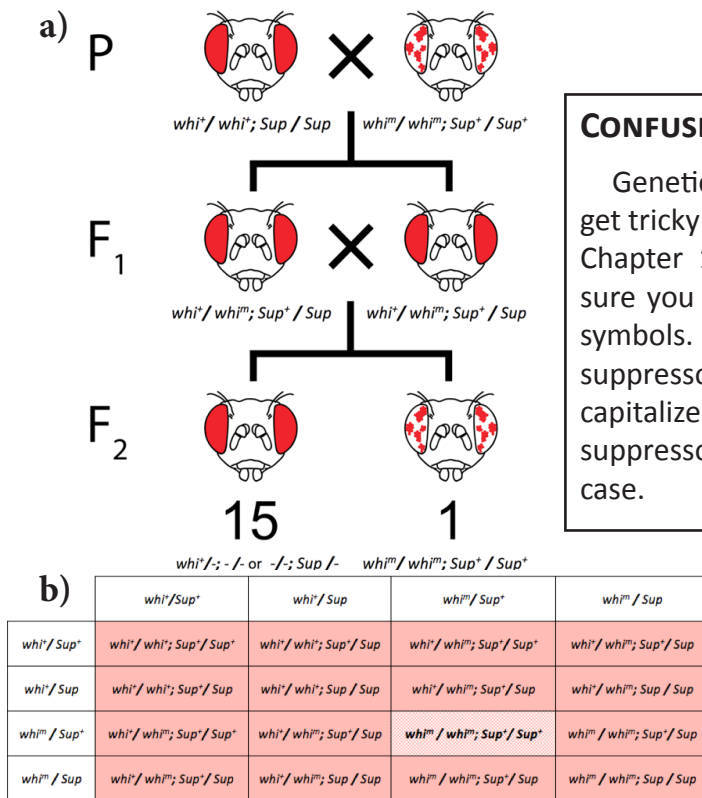 a)
P
whi⁺/ whi⁺; Sup / Sup whiᵐ/ whiᵐ; Sup⁺ / Sup⁺
F₁
whi⁺/ whiᵐ; Sup⁺ / Sup whi⁺/ whiᵐ; Sup⁺ / Sup
F₂
15 1
whi⁺/-; - /- or -/-; Sup /- whiᵐ/ whiᵐ; Sup⁺ / Sup⁺
Genetic
get tricky
Chapter
sure you
symbols.
suppresso
capitalize
suppresso
case.
b)
whi⁺/Sup⁺ whi⁺/ Sup whiᵐ/ Sup⁺ whiᵐ / Sup
whi⁺/ Sup⁺ whi⁺/ whi⁺; Sup⁺/ Sup⁺ whi⁺/ whi⁺; Sup⁺/ Sup whi⁺/ whiᵐ; Sup⁺/ Sup⁺ whi⁺/ whiᵐ; Sup⁺/ Sup
whi⁺/ Sup whi⁺/ whi⁺; Sup⁺/ Sup whi⁺/ whi⁺; Sup / Sup whi⁺/ whiᵐ; Sup⁺/ Sup whi⁺/ whiᵐ; Sup / Sup
whiᵐ / Sup⁺ whi⁺/ whiᵐ; Sup⁺/ Sup⁺ whi⁺/ whiᵐ; Sup⁺/ Sup whiᵐ / whiᵐ; Sup⁺/ Sup⁺ whiᵐ / whiᵐ; Sup⁺/ Sup
whiᵐ / Sup whi⁺/ whiᵐ; Sup⁺/ Sup whi⁺/ whiᵐ; Sup / Sup whiᵐ / whiᵐ; Sup⁺/ Sup whiᵐ / whiᵐ; Sup / Sup